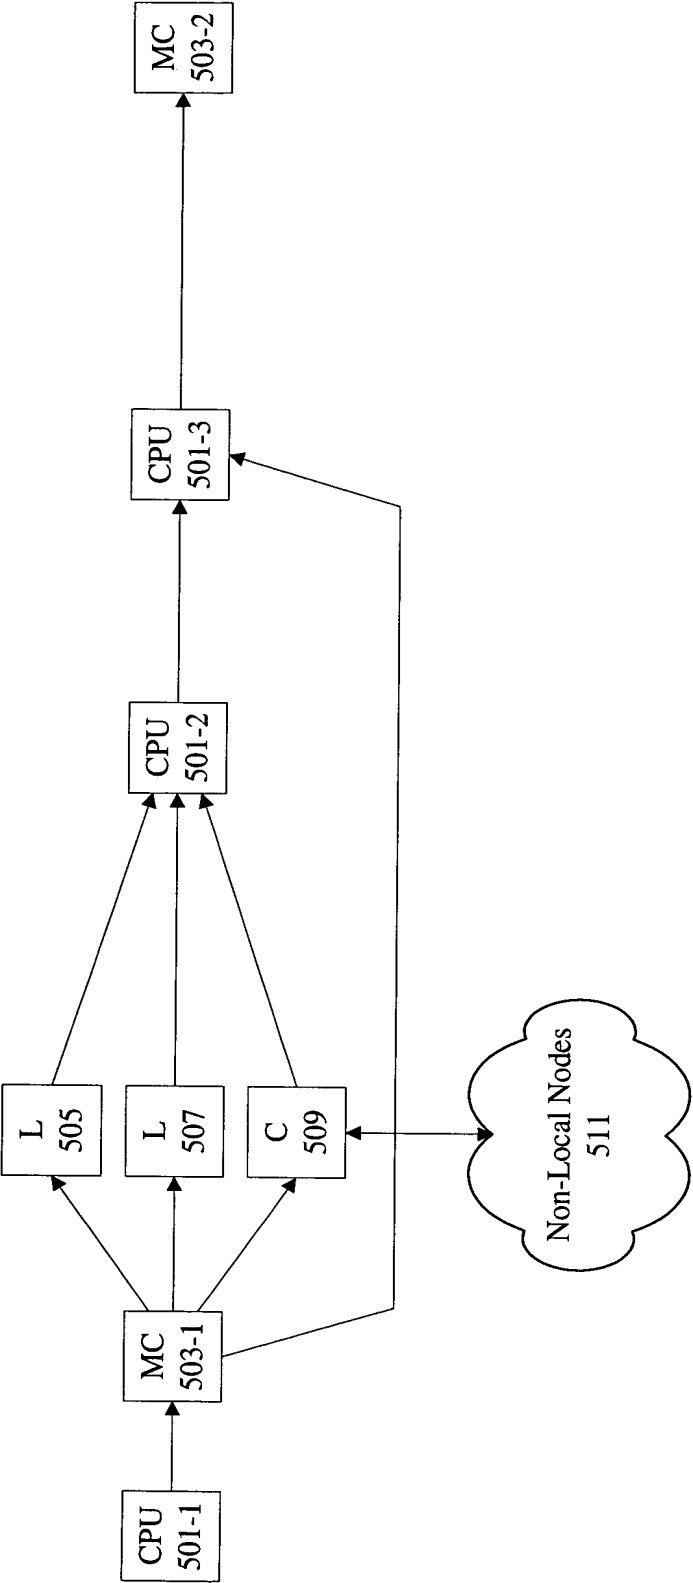 CPU
501-1
MC
503-1
L
505
L
507
C
509
CPU
501-2
CPU
501-3
MC
503-2
Non-Local Nodes
511